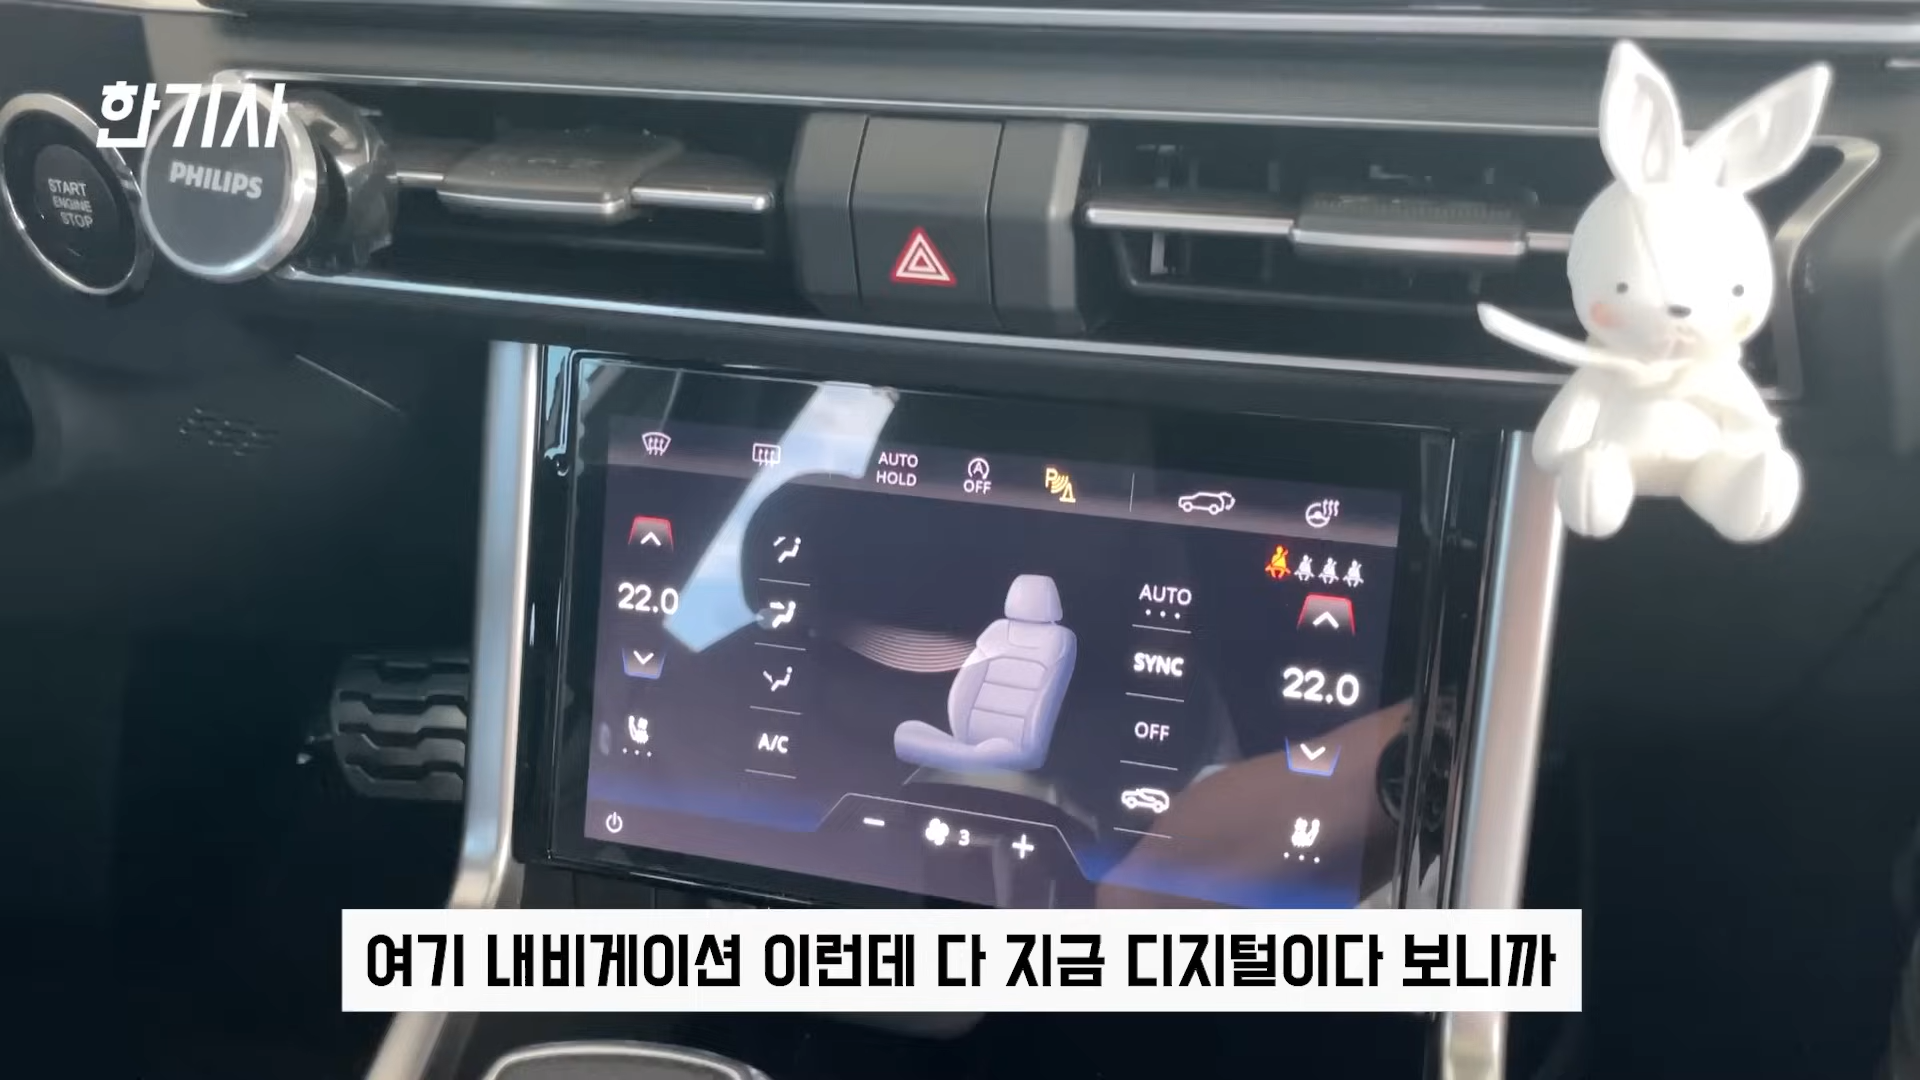 한기사
START
ENGINE
STOP
PHILIPS
AUTO
HOLD
A
OFF
P
22.0
AUTO
SYNC
22.0
A/C
OFF
3
여기 내비게이션 이런데 다 지금 디지털이다 보니까